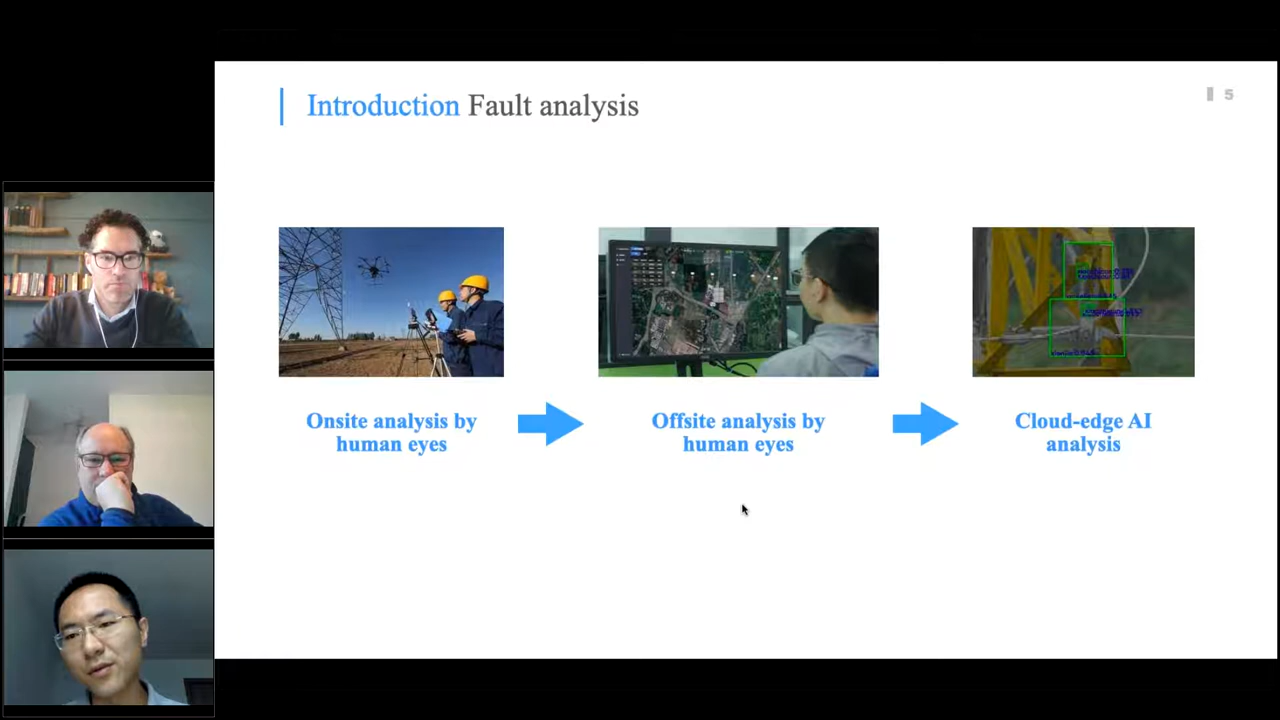 Introduction Fault analysis
5
Onsite analysis by
human eyes
Offsite analysis by
human eyes
Cloud-edge AI
analysis